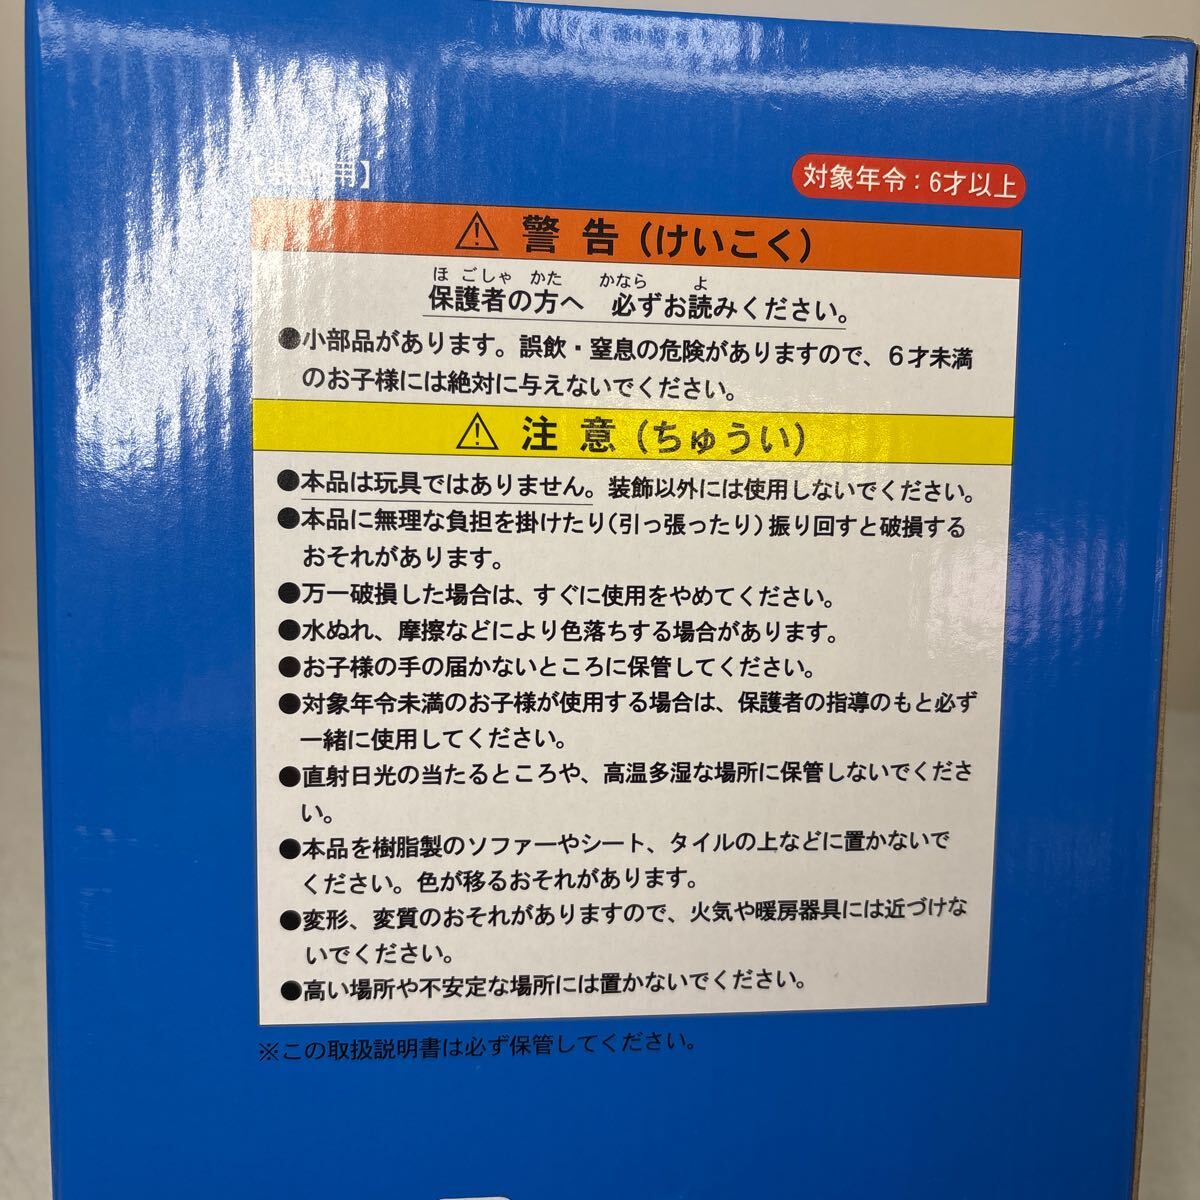 【装飾用】
対象年令：6才以上
⚠ 警告（けいこく）
ほごしゃ かた かなら よ
保護者の方へ 必ずお読みください。
●小部品があります。誤飲・窒息の危険がありますので、６才未満
のお子様には絶対に与えないでください。
⚠ 注意（ちゅうい）
●本品は玩具ではありません。装飾以外には使用しないでください。
●本品に無理な負担を掛けたり（引っ張ったり）振り回すと破損する
おそれがあります。
●万一破損した場合は、すぐに使用をやめてください。
●水ぬれ、摩擦などにより色落ちする場合があります。
●お子様の手の届かないところに保管してください。
●対象年令未満のお子様が使用する場合は、保護者の指導のもと必ず
一緒に使用してください。
●直射日光の当たるところや、高温多湿な場所に保管しないでくださ
い。
●本品を樹脂製のソファーやシート、タイルの上などに置かないで
ください。色が移るおそれがあります。
●変形、変質のおそれがありますので、火気や暖房器具には近づけな
いでください。
●高い場所や不安定な場所には置かないでください。
※この取扱説明書は必ず保管してください。